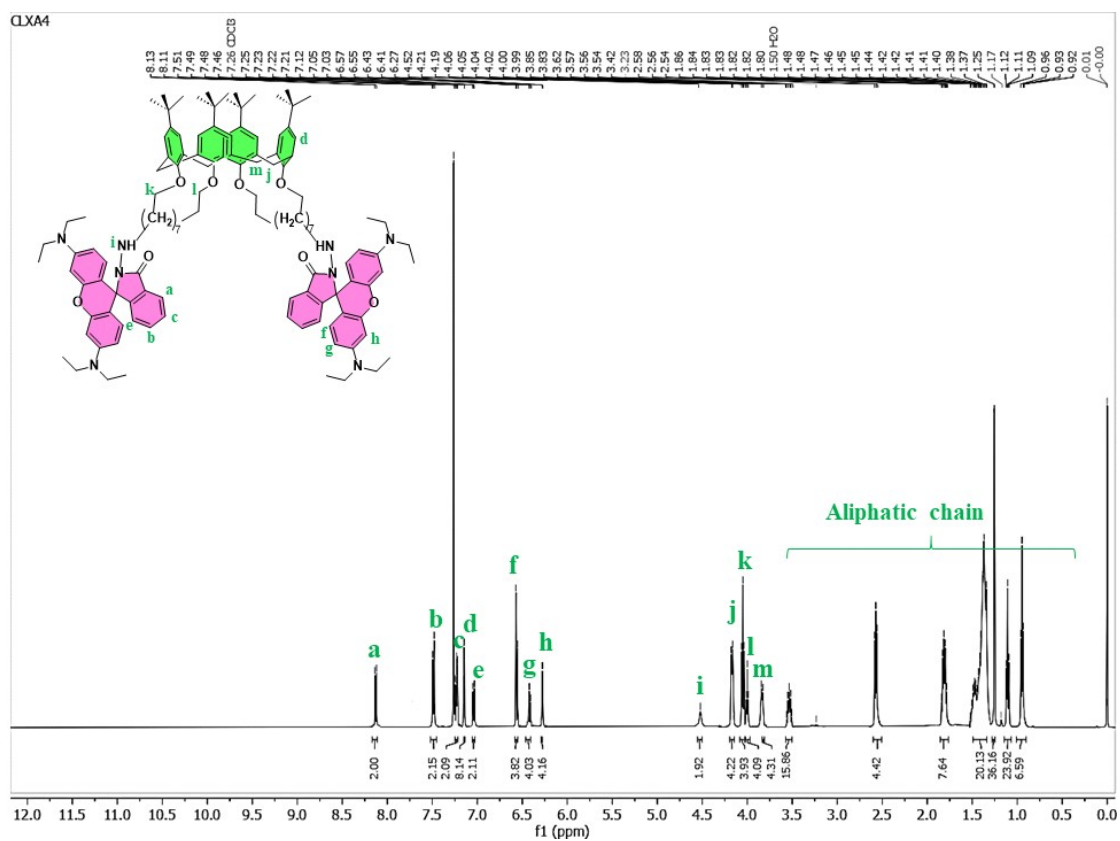 CLXA4
8.13
8.11
7.51
7.49
7.48
7.46
7.26 CDCl3
7.25
7.23
7.22
7.21
7.12
7.05
7.03
6.57
6.55
6.43
6.41
6.27
4.52
4.21
4.19
4.06
4.05
4.04
4.02
4.00
3.99
3.85
3.83
3.62
3.57
3.56
3.54
3.42
3.23
2.58
2.56
2.54
1.86
1.84
1.83
1.83
1.82
1.82
1.80
1.50 H2O
1.48
1.48
1.47
1.46
1.45
1.45
1.44
1.42
1.42
1.41
1.41
1.40
1.38
1.37
1.25
1.17
1.12
1.11
1.09
0.96
0.93
0.92
0.01
-0.00
d
m
j
O
O
O
O
k
l
(CH2)7
(H2C)7
i
NH
HN
N
N
O
O
N
N
O
O
a
c
e
b
f
h
g
N
N
Aliphatic chain
a
b
c
d
e
f
g
h
i
j
k
l
m
2.00
2.15
2.09
8.14
2.11
3.82
4.03
4.16
1.92
4.22
3.93
4.09
4.31
15.86
4.42
7.64
20.13
36.16
23.92
6.59
12.0 11.5 11.0 10.5 10.0 9.5 9.0 8.5 8.0 7.5 7.0 6.5 6.0 5.5 5.0 4.5 4.0 3.5 3.0 2.5 2.0 1.5 1.0 0.5 0.0
f1 (ppm)